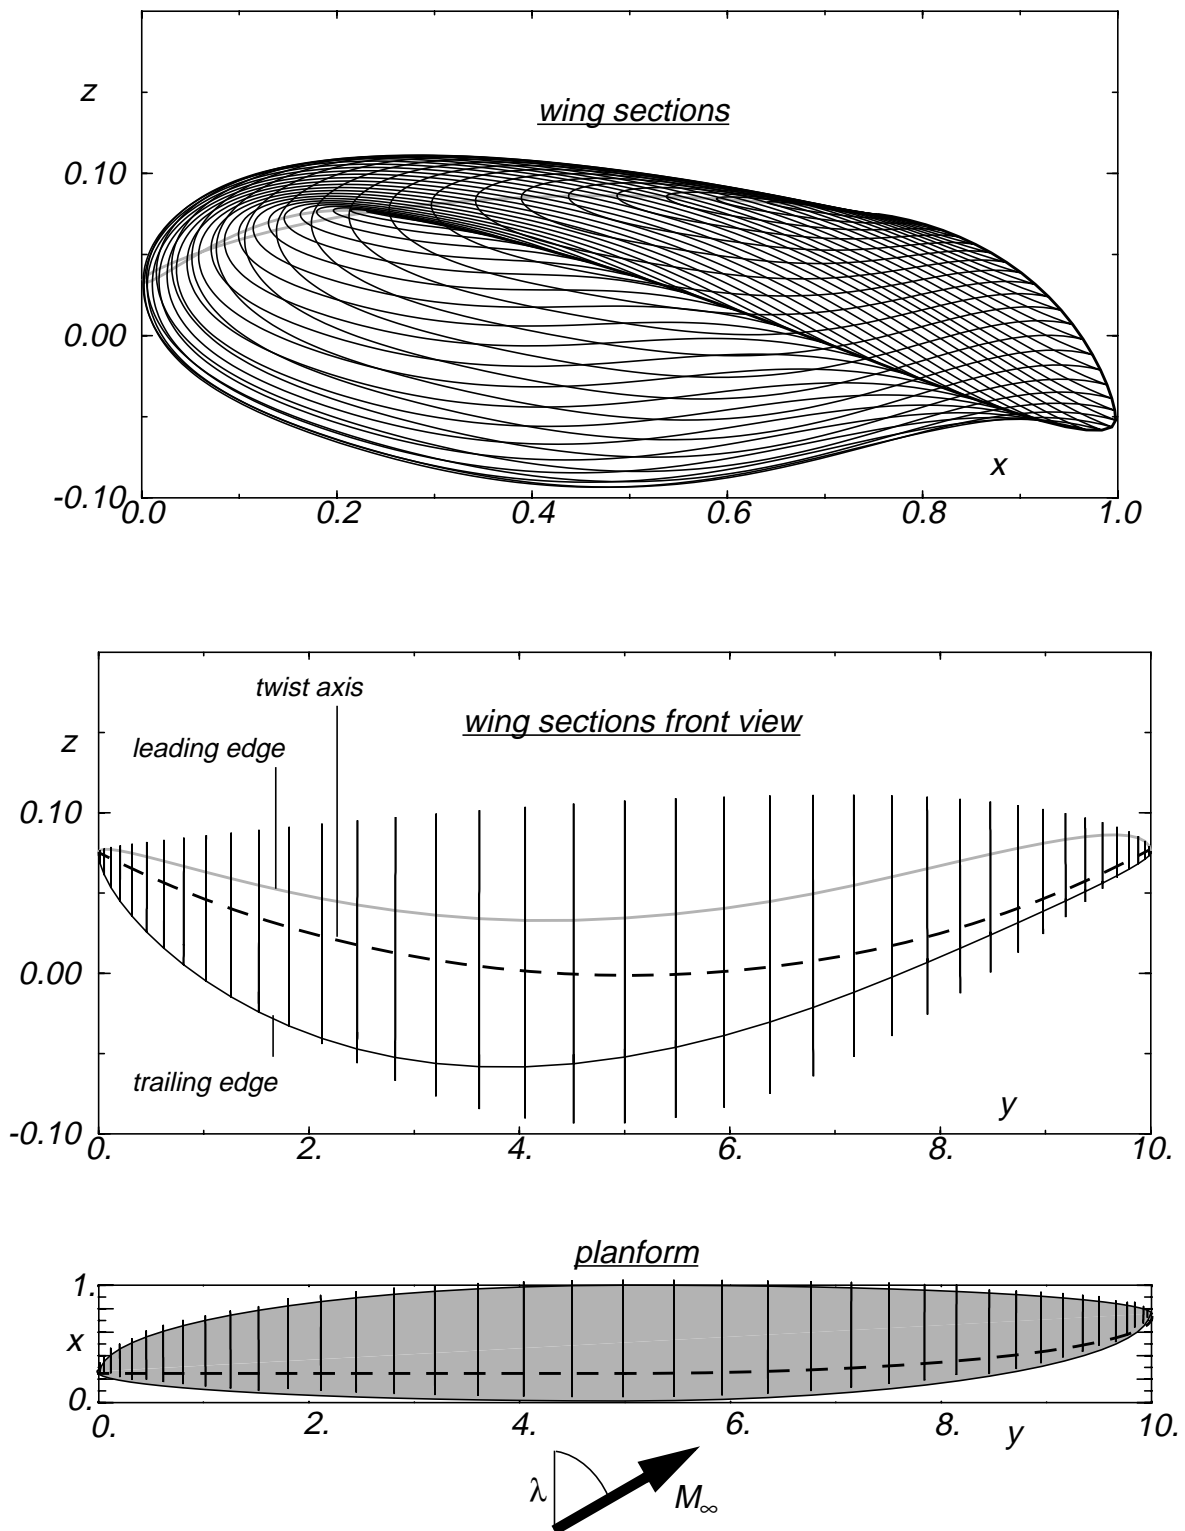 wing sections
z
0.10
0.00
-0.10
x
0.0 0.2 0.4 0.6 0.8 1.0
twist axis
wing sections front view
z
leading edge
0.10
0.00
trailing edge
y
-0.10
0. 2. 4. 6. 8. 10.
planform
1.
x
0.
0. 2. 4. 6. 8. y 10.
λ
M∞